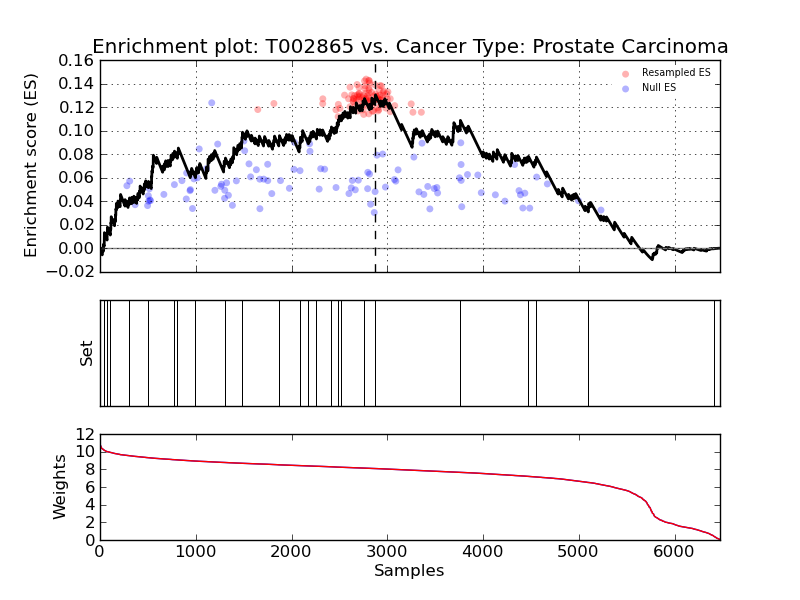 Enrichment plot: T002865 vs. Cancer Type: Prostate Carcinoma
Enrichment score (ES)
0.16
0.14
0.12
0.10
0.08
0.06
0.04
0.02
0.00
−0.02
Resampled ES
Null ES
Set
Weights
12
10
8
6
4
2
0
0 1000 2000 3000 4000 5000 6000
Samples